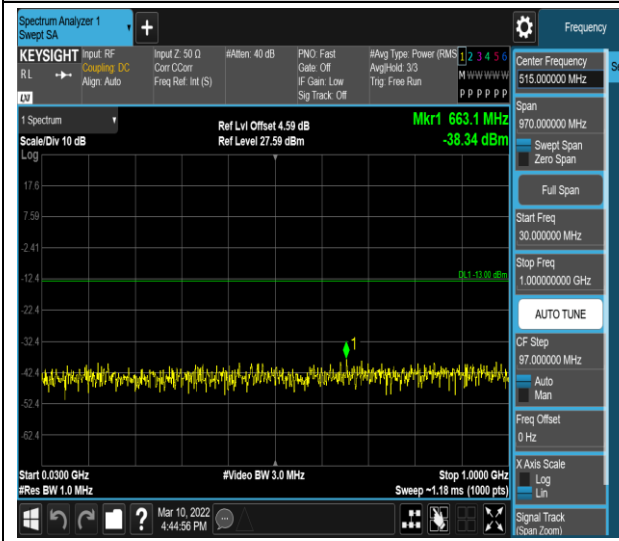 Spectrum Analyzer 1
Swept SA
Frequency
KEYSIGHT
RL
Input: RF
Coupling: DC
Align: Auto
Input Z: 50 Ω
Corr CCorr
Freq Ref: Int (S)
#Atten: 40 dB
PNO: Fast
Gate: Off
IF Gain: Low
Sig Track: Off
#Avg Type: Power (RMS
Avg|Hold: 3/3
Trig: Free Run
1 2 3 4 5 6
M W W W W W
P P P P P P
LXI
1 Spectrum
Scale/Div 10 dB
Log
Ref Lvl Offset 4.59 dB
Ref Level 27.59 dBm
Mkr1 663.1 MHz
-38.34 dBm
17.6
7.59
-2.41
-12.4
-22.4
-32.4
-42.4
-52.4
-62.4
DL1 -13.00 dBm
1
Start 0.0300 GHz
#Res BW 1.0 MHz
#Video BW 3.0 MHz
Stop 1.0000 GHz
Sweep ~1.18 ms (1000 pts)
Mar 10, 2022
4:44:56 PM
Center Frequency
515.000000 MHz
Span
970.000000 MHz
Swept Span
Zero Span
Full Span
Start Freq
30.000000 MHz
Stop Freq
1.000000000 GHz
AUTO TUNE
CF Step
97.000000 MHz
Auto
Man
Freq Offset
0 Hz
X Axis Scale
Log
Lin
Signal Track
(Span Zoom)